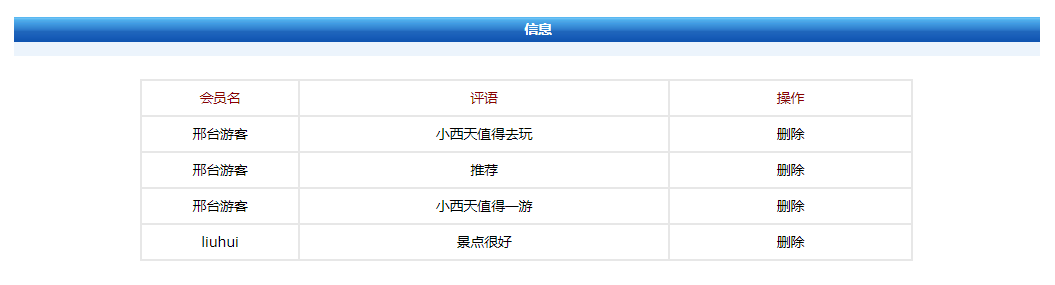 信息
会员名 评语 操作
邢台游客 小西天值得去玩 删除
邢台游客 推荐 删除
邢台游客 小西天值得一游 删除
liuhui 景点很好 删除